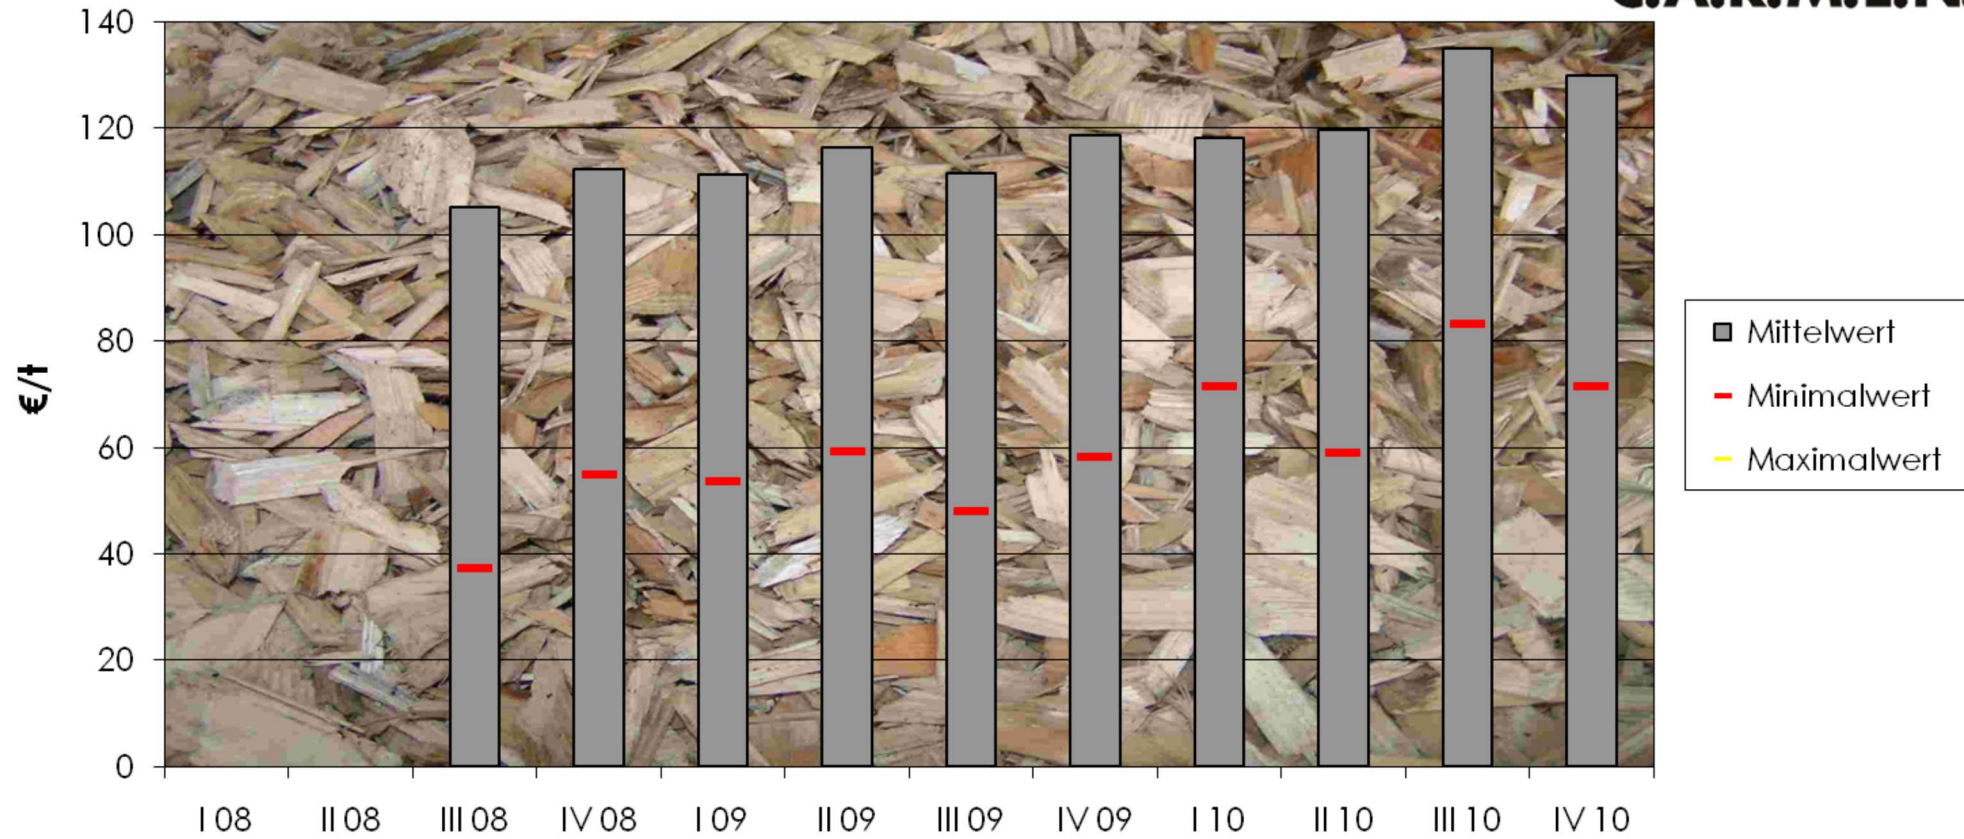 C.A.R.M.E.N.
140
120
100
80
60
40
20
0
€/t
I 08 II 08 III 08 IV 08 I 09 II 09 III 09 IV 09 I 10 II 10 III 10 IV 10
Mittelwert
Minimalwert
Maximalwert